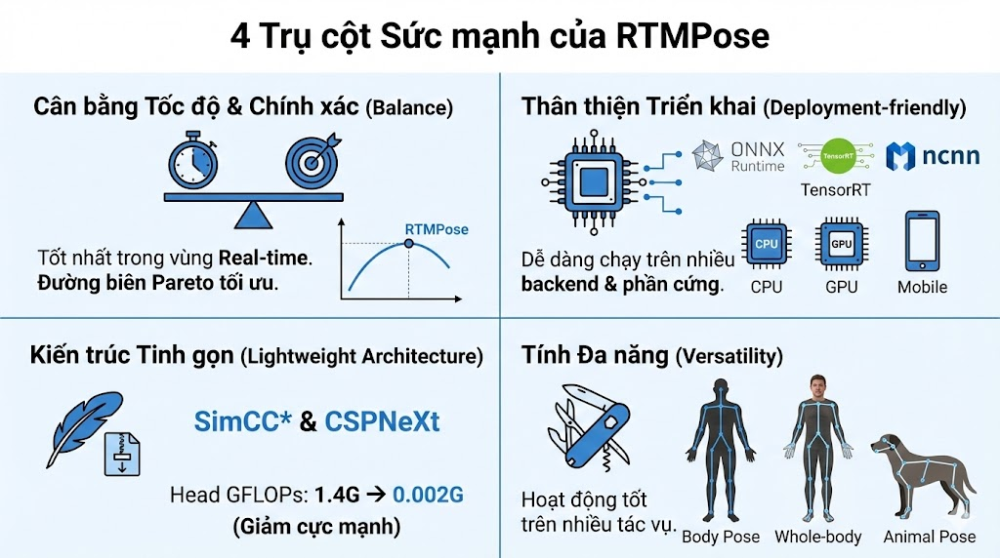 4 Trụ cột Sức mạnh của RTMPose
Cân bằng Tốc độ & Chính xác (Balance)
RTMPose
Tốt nhất trong vùng Real-time.
Đường biên Pareto tối ưu.
Thân thiện Triển khai (Deployment-friendly)
ONNX
Runtime
TensorRT
TensorRT
ncnn
Dễ dàng chạy trên nhiều
backend & phần cứng.
CPU
CPU
GPU
GPU
Mobile
Kiến trúc Tinh gọn (Lightweight Architecture)
SimCC* & CSPNeXt
Head GFLOPs: 1.4G → 0.002G
(Giảm cực mạnh)
Tính Đa năng (Versatility)
Hoạt động tốt
trên nhiều tác vụ.
Body Pose
Whole-body
Animal Pose